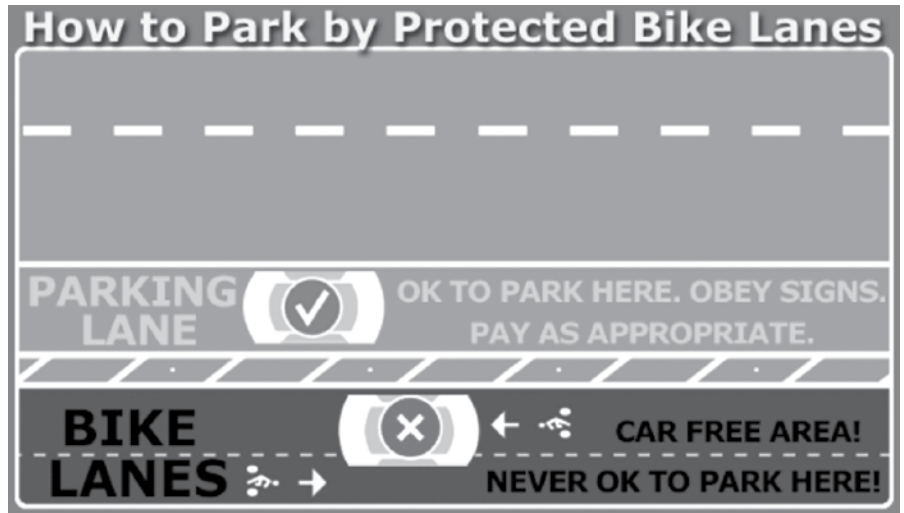 How to Park by Protected Bike Lanes
PARKING
LANE
OK TO PARK HERE. OBEY SIGNS.
PAY AS APPROPRIATE.
BIKE
LANES
CAR FREE AREA!
NEVER OK TO PARK HERE!